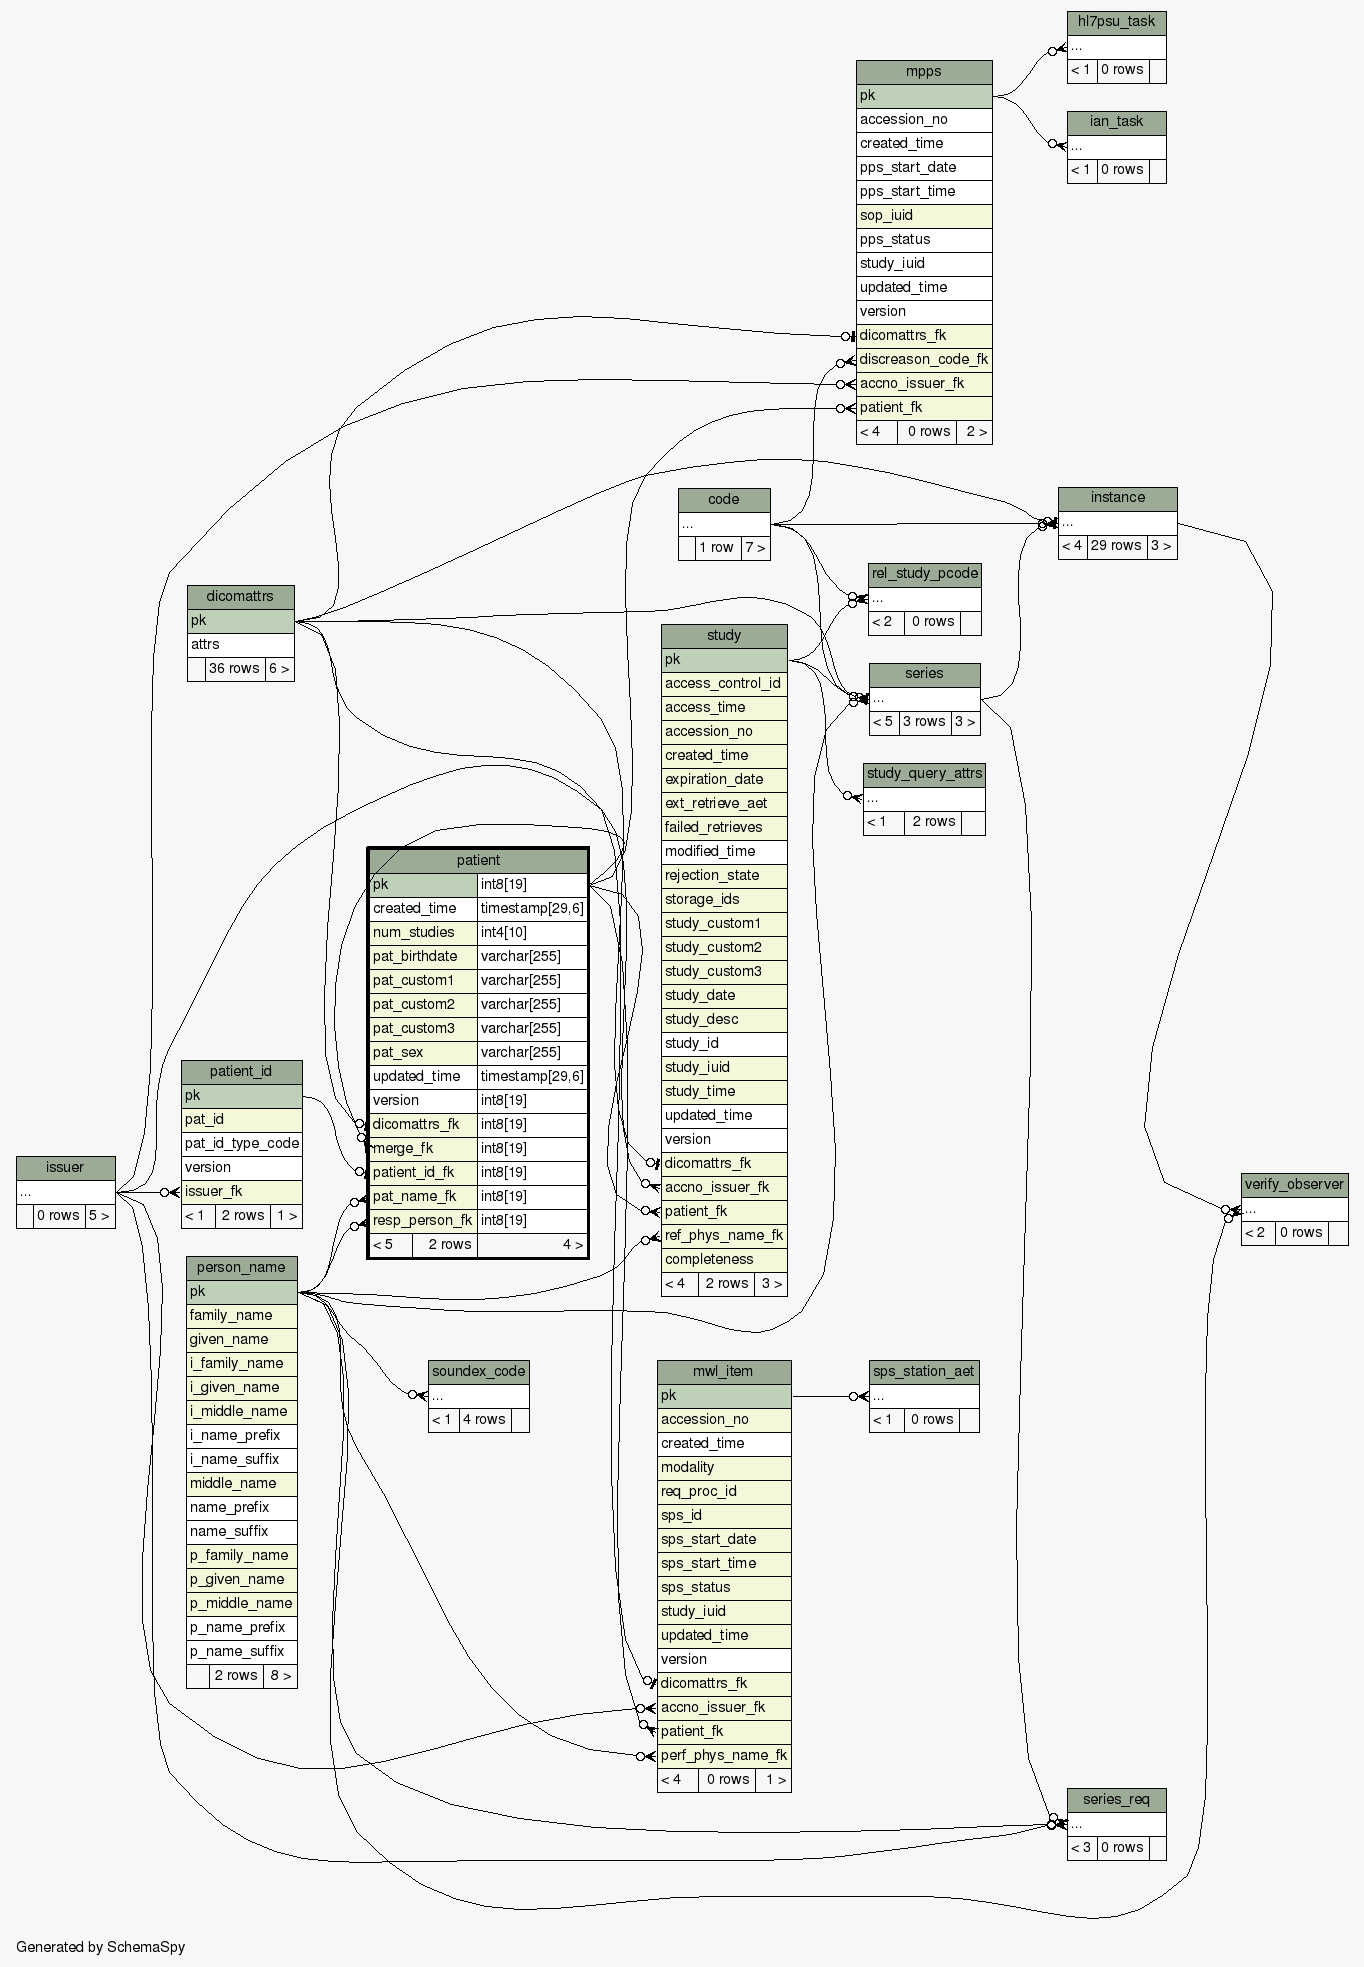 hl7psu_task
...
< 1 0 rows
ian_task
...
< 1 0 rows
mpps
pk
accession_no
created_time
pps_start_date
pps_start_time
sop_iuid
pps_status
study_iuid
updated_time
version
dicomattrs_fk
discreason_code_fk
accno_issuer_fk
patient_fk
< 4 0 rows 2 >
code
...
1 row 7 >
instance
...
< 4 29 rows 3 >
rel_study_pcode
...
< 2 0 rows
dicomattrs
pk
attrs
36 rows 6 >
study
pk
access_control_id
access_time
accession_no
created_time
expiration_date
ext_retrieve_aet
failed_retrieves
modified_time
rejection_state
storage_ids
study_custom1
study_custom2
study_custom3
study_date
study_desc
study_id
study_iuid
study_time
updated_time
version
dicomattrs_fk
accno_issuer_fk
patient_fk
ref_phys_name_fk
completeness
< 4 2 rows 3 >
series
...
< 5 3 rows 3 >
study_query_attrs
...
< 1 2 rows
patient
pk int8[19]
created_time timestamp[29,6]
num_studies int4[10]
pat_birthdate varchar[255]
pat_custom1 varchar[255]
pat_custom2 varchar[255]
pat_custom3 varchar[255]
pat_sex varchar[255]
updated_time timestamp[29,6]
version int8[19]
dicomattrs_fk int8[19]
merge_fk int8[19]
patient_id_fk int8[19]
pat_name_fk int8[19]
resp_person_fk int8[19]
< 5 2 rows 4 >
patient_id
pk
pat_id
pat_id_type_code
version
issuer_fk
< 1 2 rows 1 >
issuer
...
0 rows 5 >
verify_observer
...
< 2 0 rows
person_name
pk
family_name
given_name
i_family_name
i_given_name
i_middle_name
i_name_prefix
i_name_suffix
middle_name
name_prefix
name_suffix
p_family_name
p_given_name
p_middle_name
p_name_prefix
p_name_suffix
2 rows 8 >
soundex_code
...
< 1 4 rows
mwl_item
pk
accession_no
created_time
modality
req_proc_id
sps_id
sps_start_date
sps_start_time
sps_status
study_iuid
updated_time
version
dicomattrs_fk
accno_issuer_fk
patient_fk
perf_phys_name_fk
< 4 0 rows 1 >
sps_station_aet
...
< 1 0 rows
series_req
...
< 3 0 rows
Generated by SchemaSpy